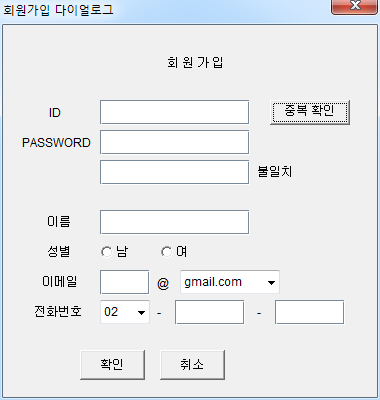 회원가입 다이얼로그
회 원 가 입
ID 중복 확인
PASSWORD
불일치
이름
성별 남 여
이메일 @ gmail.com
전화번호 02 - -
확인 취소